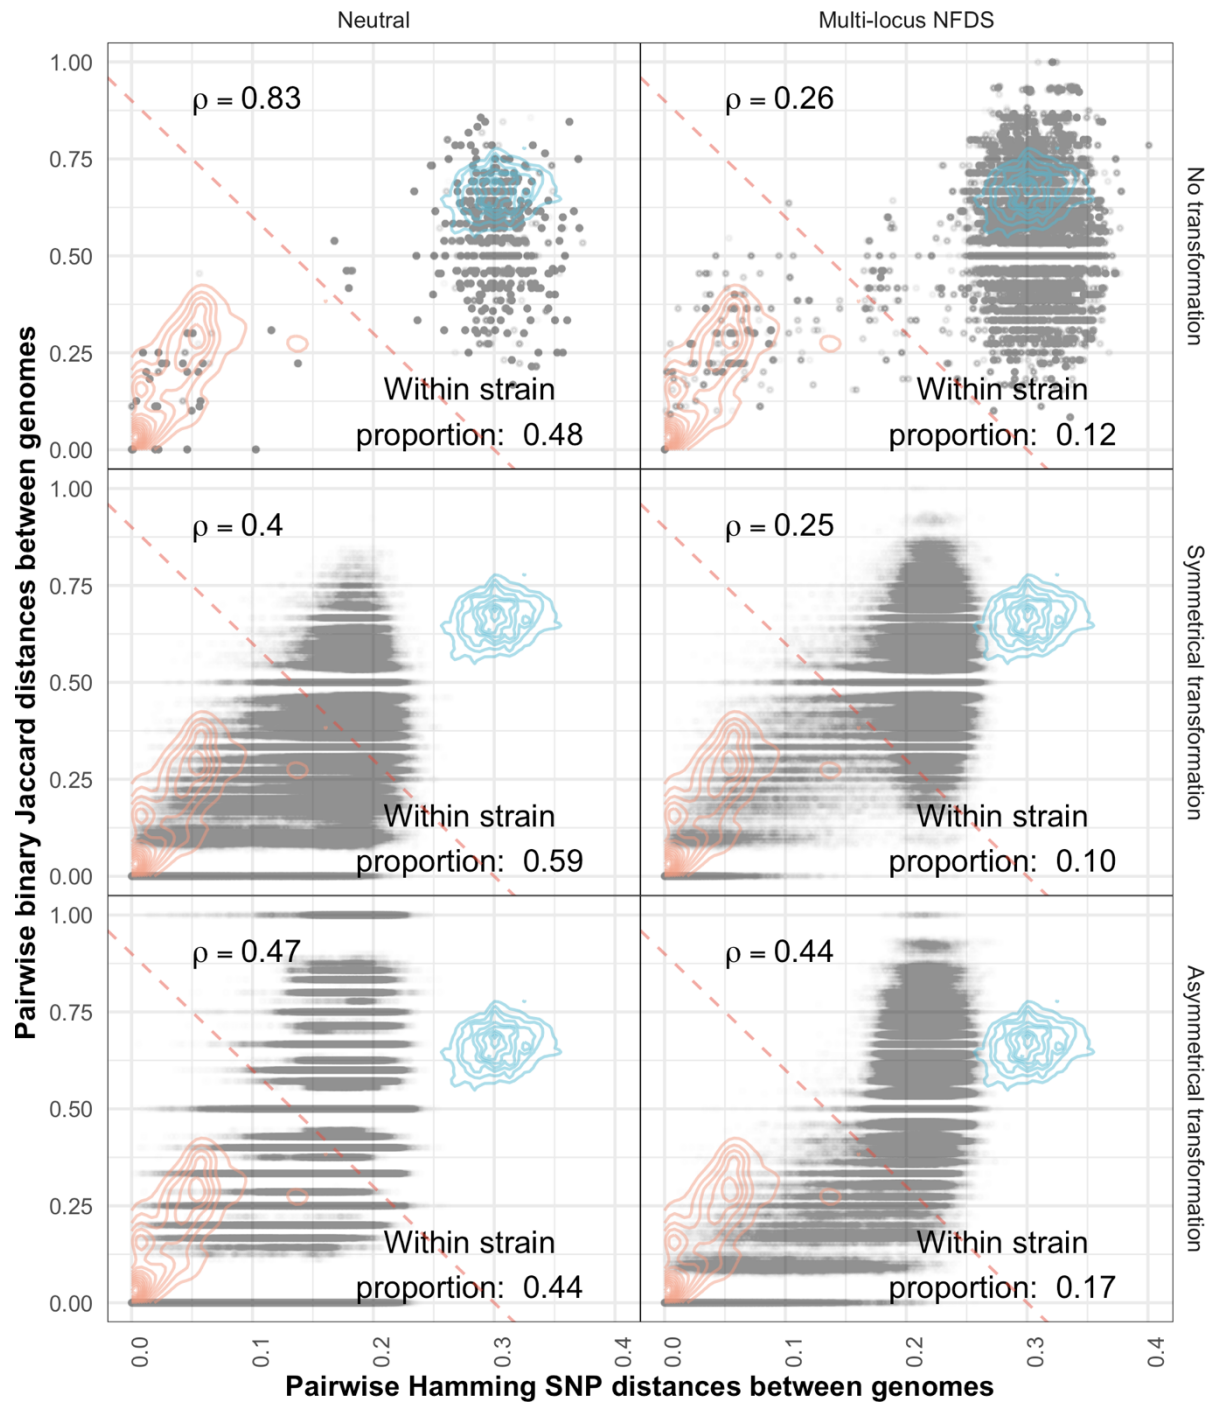 Neutral
Multi-locus NFDS
Pairwise binary Jaccard distances between genomes
1.00
0.75
0.50
0.25
0.00
ρ = 0.83
Within strain
proportion: 0.48
ρ = 0.26
Within strain
proportion: 0.12
No transformation
1.00
0.75
0.50
0.25
0.00
ρ = 0.4
Within strain
proportion: 0.59
ρ = 0.25
Within strain
proportion: 0.10
Symmetrical transformation
1.00
0.75
0.50
0.25
0.00
ρ = 0.47
Within strain
proportion: 0.44
ρ = 0.44
Within strain
proportion: 0.17
Asymmetrical transformation
0.0
0.1
0.2
0.3
0.4
0.0
0.1
0.2
0.3
0.4
Pairwise Hamming SNP distances between genomes